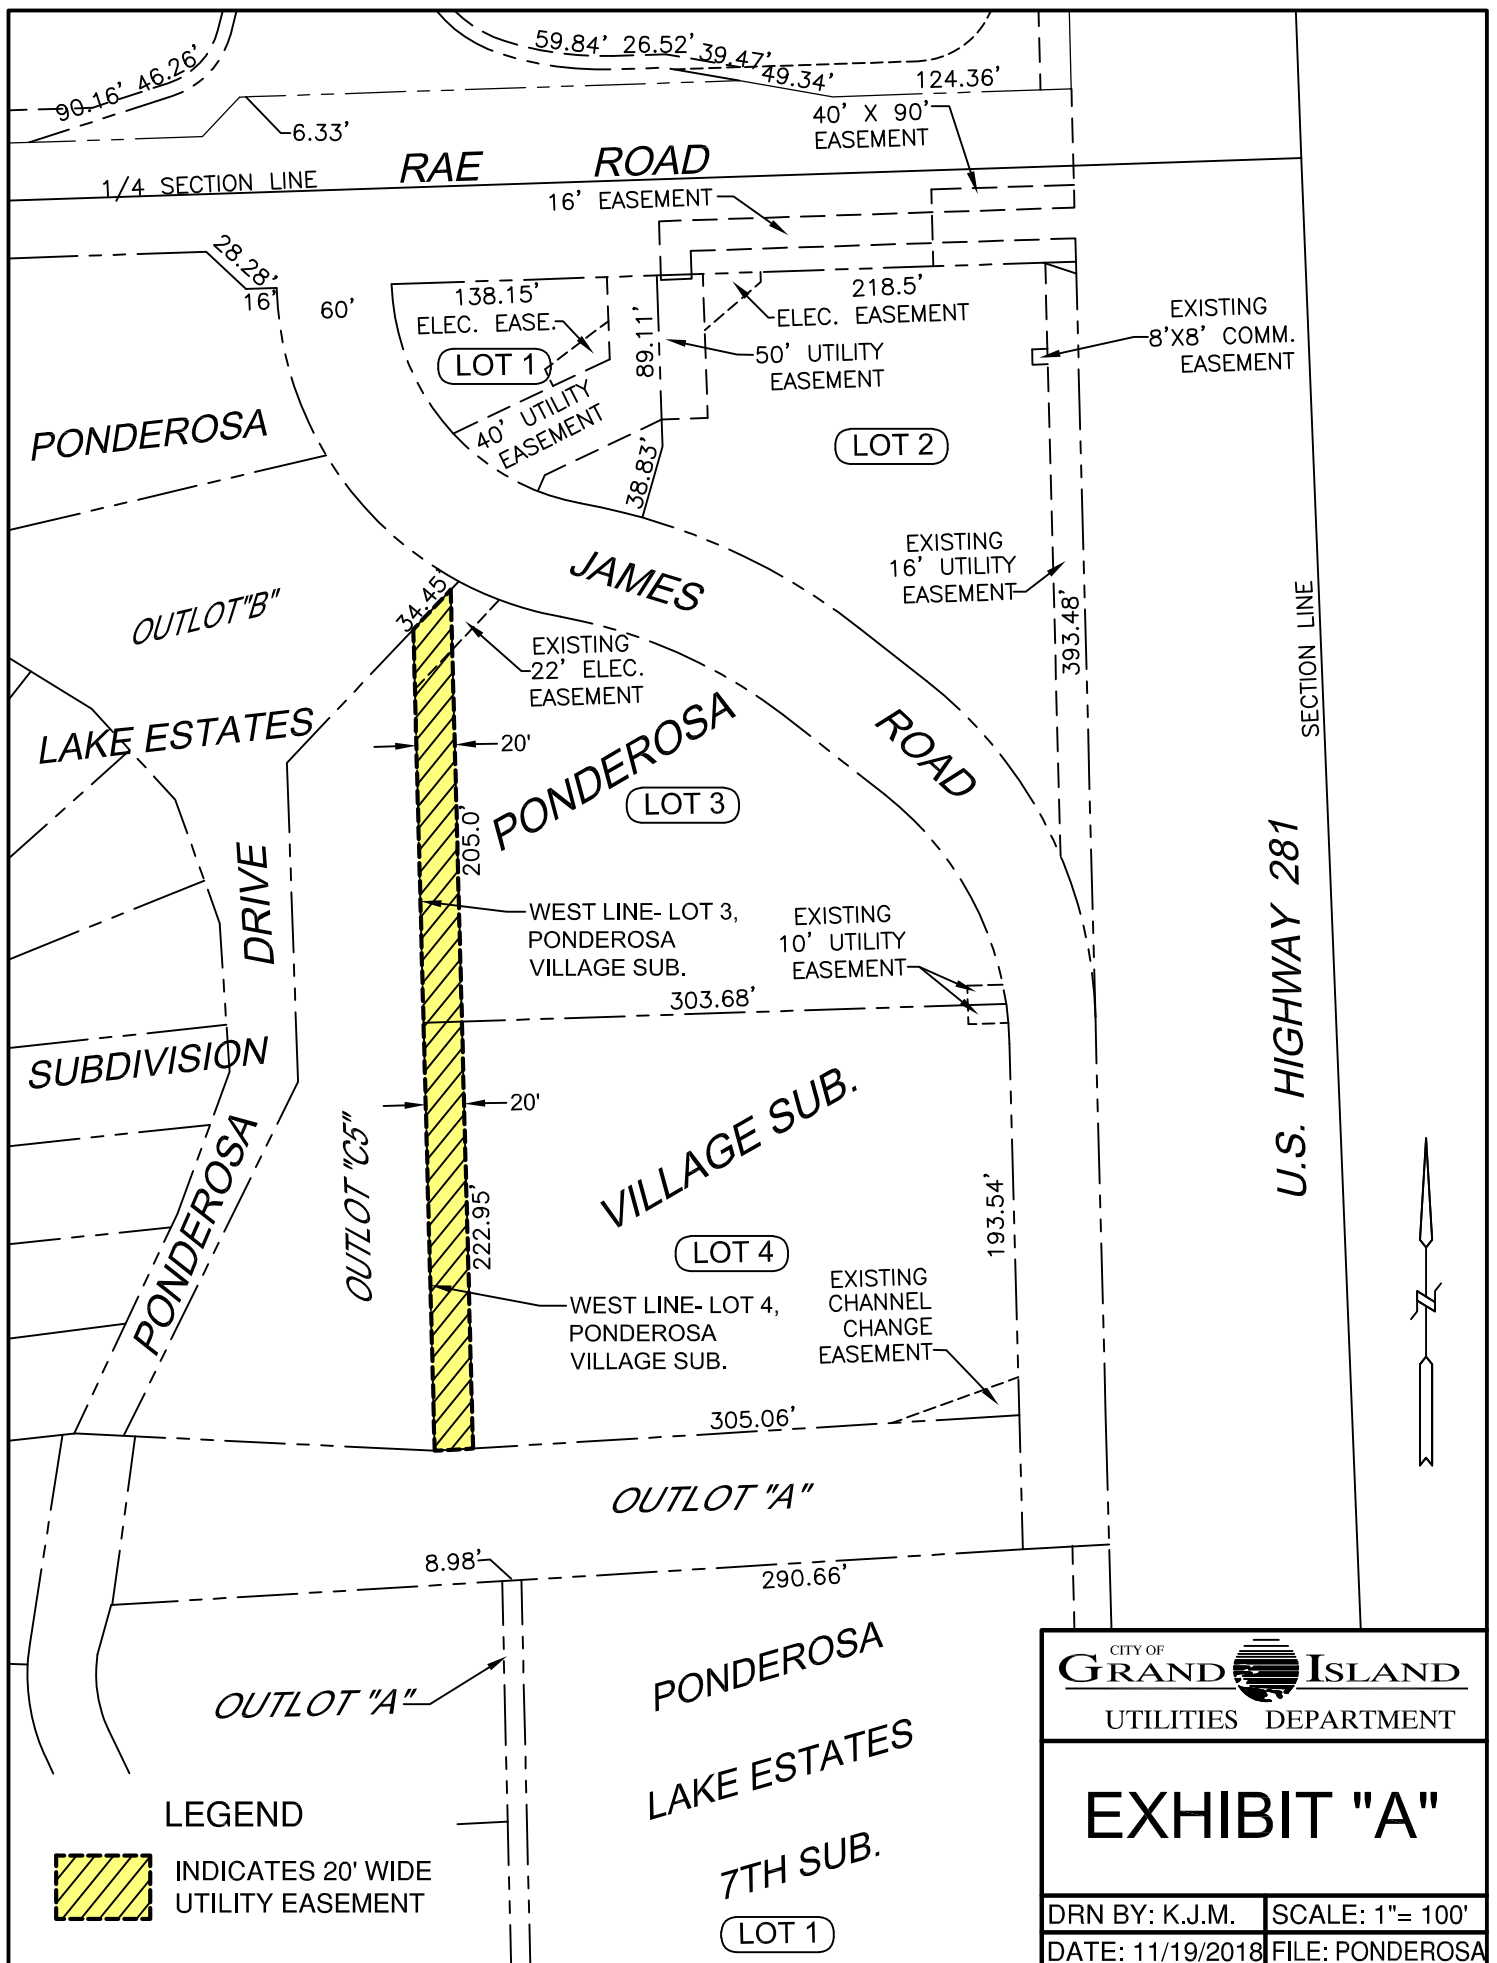 59.84' 26.52' 39.47' 49.34' 124.36'
90.16' 46.26'
6.33'
40' X 90'
EASEMENT
RAE ROAD
1/4 SECTION LINE
16' EASEMENT
28.28'
16'
60'
138.15'
ELEC. EASE.
LOT 1
89.11'
218.5'
ELEC. EASEMENT
50' UTILITY
EASEMENT
EXISTING
8'X8' COMM.
EASEMENT
40' UTILITY
EASEMENT
38.83'
LOT 2
PONDEROSA
EXISTING
16' UTILITY
EASEMENT
393.48'
JAMES
ROAD
OUTLOT"B"
34.45'
EXISTING
22' ELEC.
EASEMENT
SECTION LINE
LAKE ESTATES
20'
PONDEROSA
LOT 3
205.0'
DRIVE
WEST LINE- LOT 3,
PONDEROSA
VILLAGE SUB.
EXISTING
10' UTILITY
EASEMENT
303.68'
U.S. HIGHWAY 281
SUBDIVISION
20'
VILLAGE SUB.
PONDEROSA
OUTLOT "C5"
222.95'
193.54'
LOT 4
WEST LINE- LOT 4,
PONDEROSA
VILLAGE SUB.
EXISTING
CHANNEL
CHANGE
EASEMENT
305.06'
OUTLOT "A"
8.98'
290.66'
OUTLOT "A"
PONDEROSA
LAKE ESTATES
7TH SUB.
LOT 1
LEGEND
INDICATES 20' WIDE
UTILITY EASEMENT
CITY OF
GRAND ISLAND
UTILITIES DEPARTMENT
EXHIBIT "A"
DRN BY: K.J.M.
SCALE: 1"= 100'
DATE: 11/19/2018
FILE: PONDEROSA